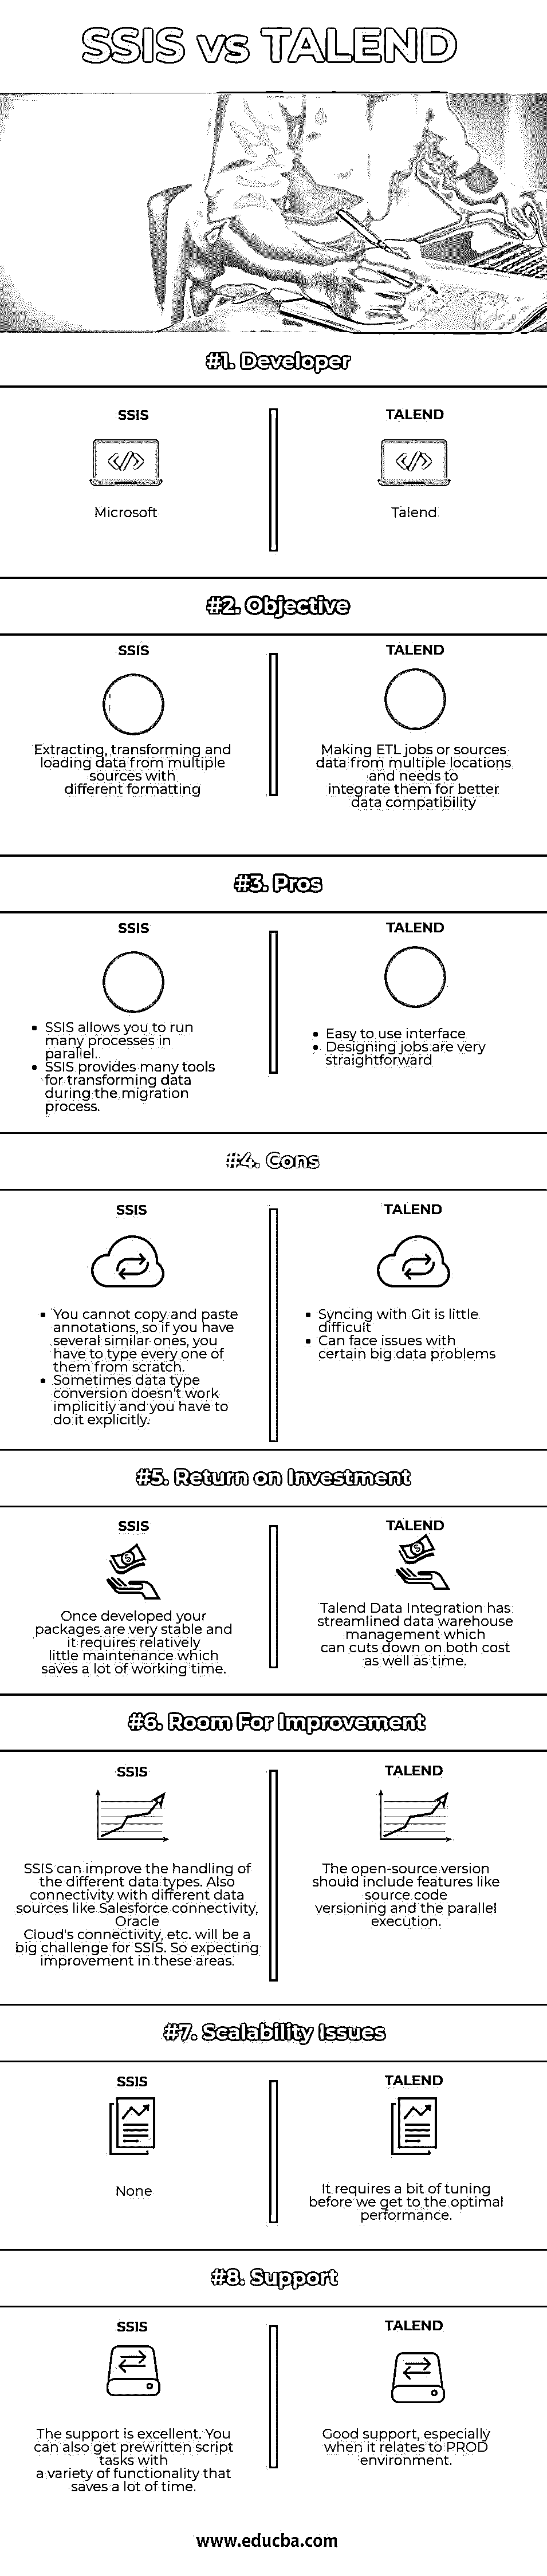 SSIS vs TALEND
#1. Developer
SSIS
Microsoft
TALEND
Talend
#2. Objective
SSIS
Extracting, transforming and
loading data from multiple
sources with
different formatting
TALEND
Making ETL jobs or sources
data from multiple locations
and needs to
integrate them for better
data compatibility
#3. Pros
SSIS
▪ SSIS allows you to run
many processes in
parallel.
▪ SSIS provides many tools
for transforming data
during the migration
process.
TALEND
▪ Easy to use interface
▪ Designing jobs are very
straightforward
#4. Cons
SSIS
▪ You cannot copy and paste
annotations, so if you have
several similar ones, you
have to type every one of
them from scratch.
▪ Sometimes data type
conversion doesn't work
implicitly and you have to
do it explicitly.
TALEND
▪ Syncing with Git is little
difficult
▪ Can face issues with
certain big data problems
#5. Return on Investment
SSIS
Once developed your
packages are very stable and
it requires relatively
little maintenance which
saves a lot of working time.
TALEND
Talend Data Integration has
streamlined data warehouse
management which
can cuts down on both cost
as well as time.
#6. Room For Improvement
SSIS
SSIS can improve the handling of
the different data types. Also
connectivity with different data
sources like Salesforce connectivity,
Oracle
Cloud's connectivity, etc. will be a
big challenge for SSIS. So expecting
improvement in these areas.
TALEND
The open-source version
should include features like
source code
versioning and the parallel
execution.
#7. Scalability Issues
SSIS
None
TALEND
It requires a bit of tuning
before we get to the optimal
performance.
#8. Support
SSIS
The support is excellent. You
can also get prewritten script
tasks with
a variety of functionality that
saves a lot of time.
TALEND
Good support, especially
when it relates to PROD
environment.
www.educba.com